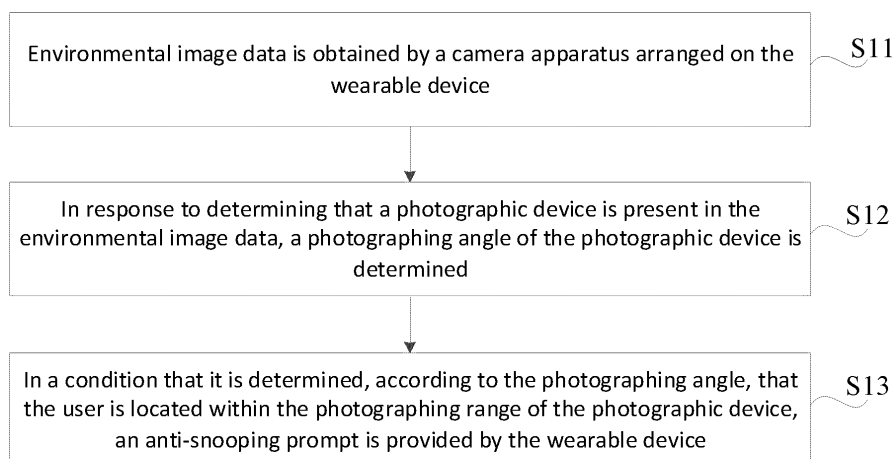 Environmental image data is obtained by a camera apparatus arranged on the
wearable device
S11
In response to determining that a photographic device is present in the
environmental image data, a photographing angle of the photographic device is
determined
S12
In a condition that it is determined, according to the photographing angle, that
the user is located within the photographing range of the photographic device,
an anti-snooping prompt is provided by the wearable device
S13